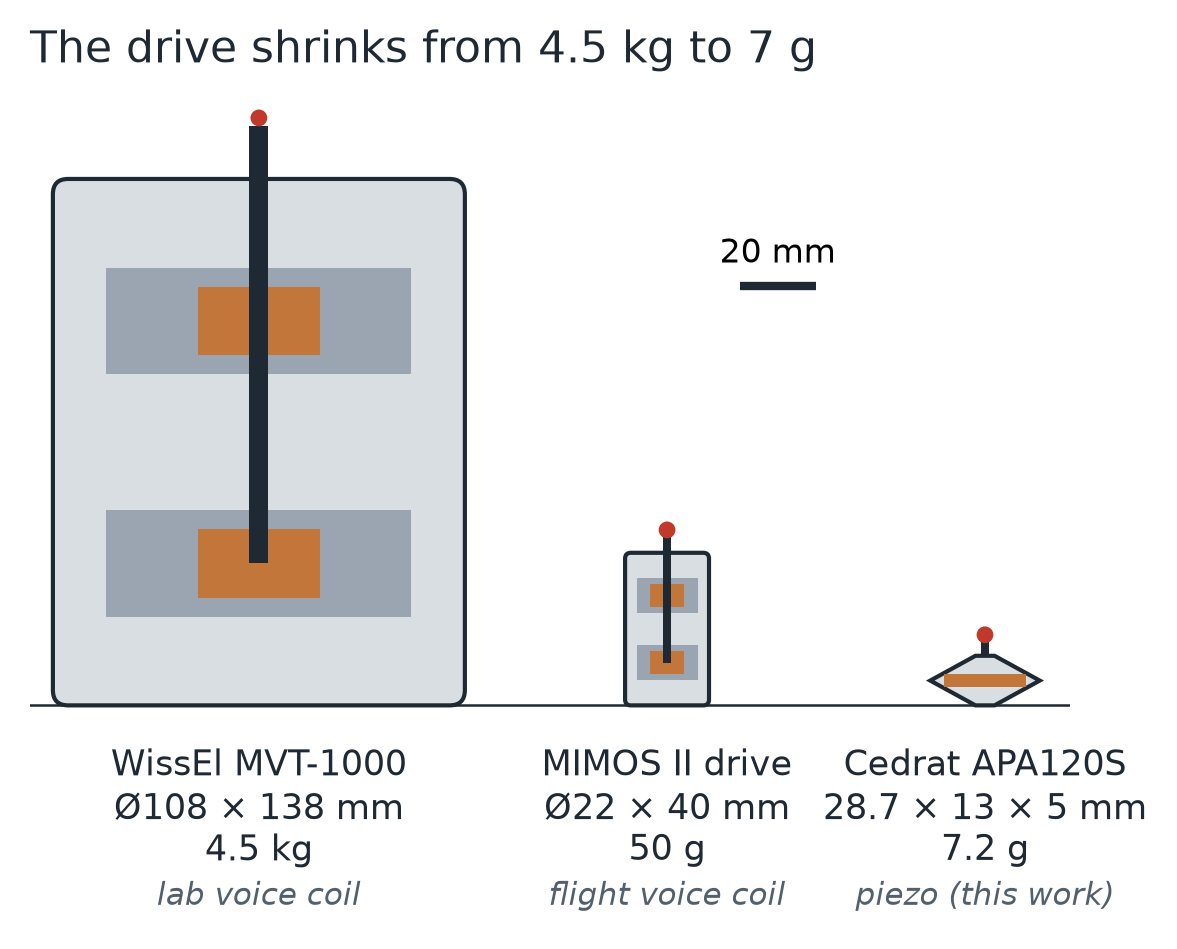 The drive shrinks from 4.5 kg to 7 g
20 mm
WissEl MVT-1000
Ø108 × 138 mm
4.5 kg
lab voice coil
MIMOS II drive
Ø22 × 40 mm
50 g
flight voice coil
Cedrat APA120S
28.7 × 13 × 5 mm
7.2 g
piezo (this work)